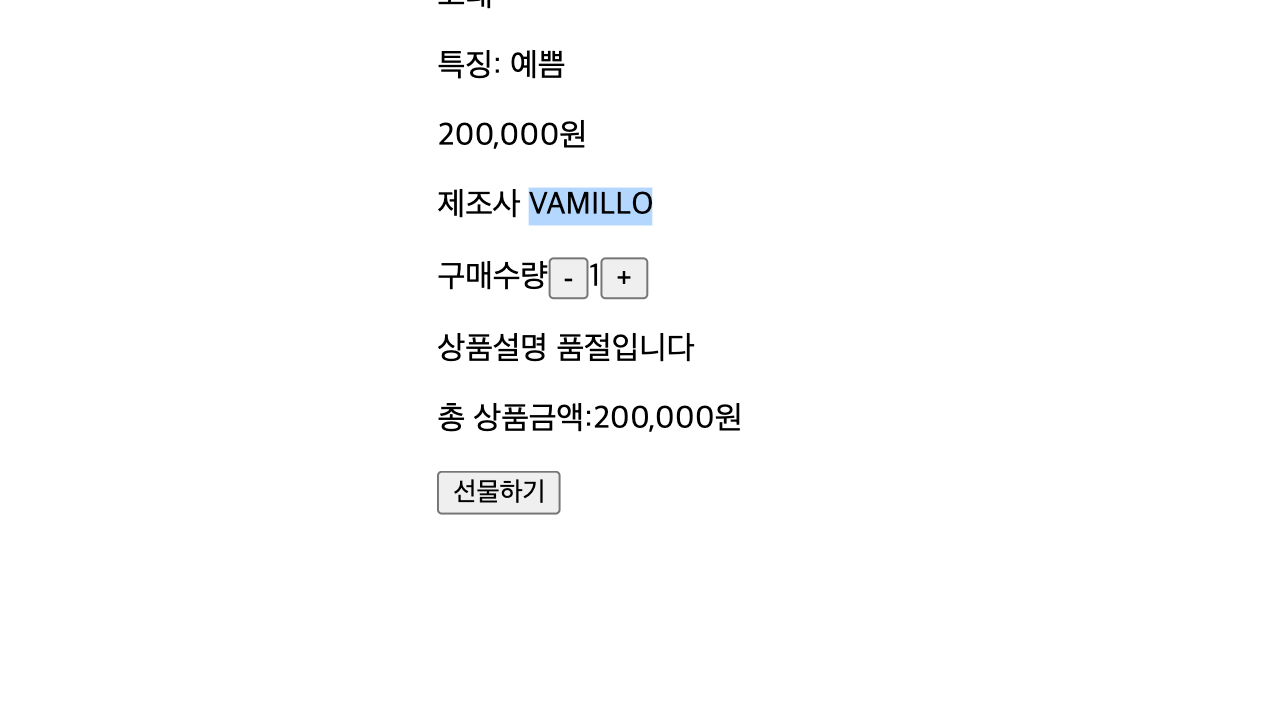 특징: 예쁨
200,000원
제조사 VAMILLO
구매수량 - 1 +
상품설명 품절입니다
총 상품금액:200,000원
선물하기